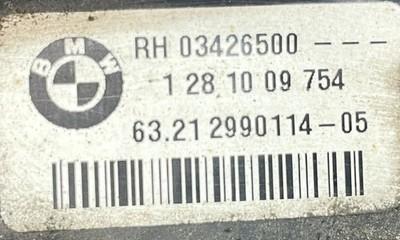 BMW
RH 03426500 ---
1 28 10 09 754
63.21 2990114-05